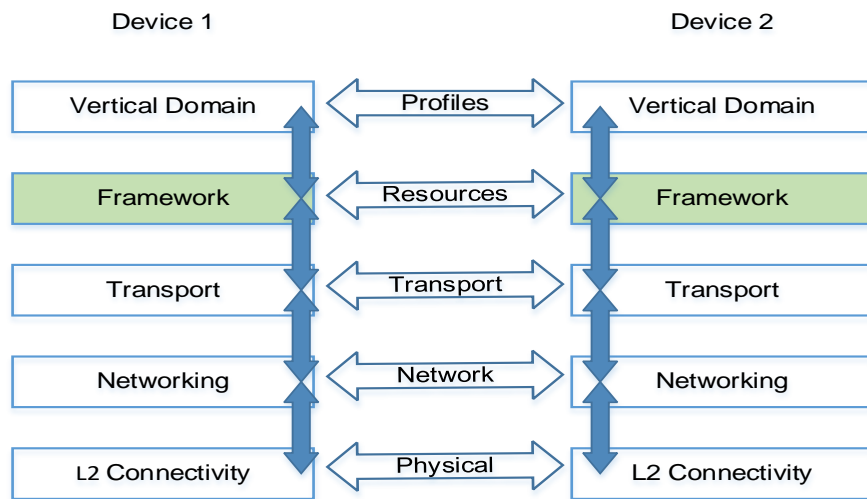 Device 1
Device 2
Vertical Domain
Profiles
Vertical Domain
Framework
Resources
Framework
Transport
Transport
Transport
Networking
Network
Networking
L2 Connectivity
Physical
L2 Connectivity